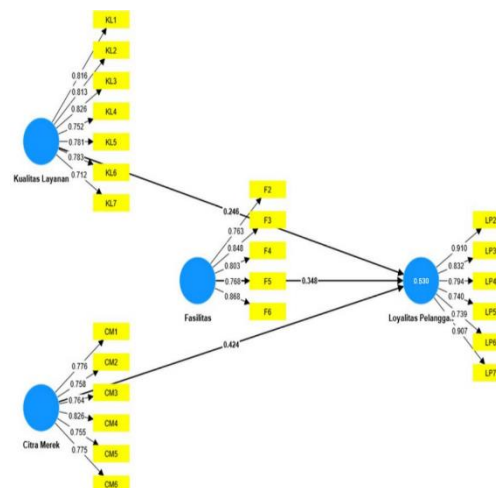 KL1
KL2
KL3
KL4
KL5
KL6
KL7
0.816
0.813
0.826
0.752
0.781
0.783
0.712
Kualitas Layanan
0.246
F2
F3
F4
F5
F6
0.763
0.848
0.803
0.768
0.868
Fasilitas
0.348
0.424
LP2
LP3
LP4
LP5
LP6
LP7
0.910
0.832
0.794
0.740
0.739
0.907
0.530
Loyalitas Pelangga..
CM1
CM2
CM3
CM4
CM5
CM6
0.776
0.758
0.764
0.826
0.755
0.775
Citra Merek